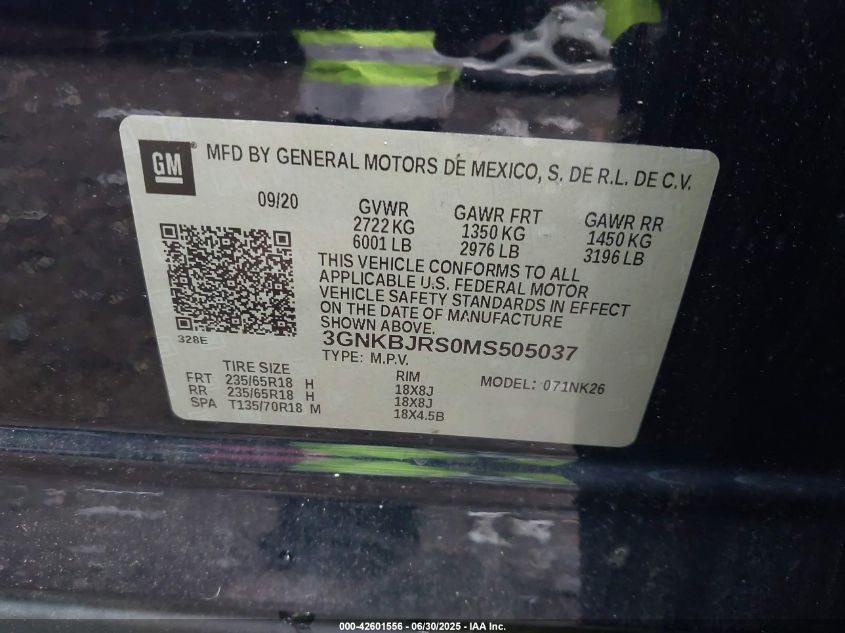 GM ® MFD BY GENERAL MOTORS DE MEXICO, S. DE R.L. DE C.V.
09/20
GVWR
2722 KG
6001 LB
GAWR FRT
1350 KG
2976 LB
GAWR RR
1450 KG
3196 LB
THIS VEHICLE CONFORMS TO ALL
APPLICABLE U.S. FEDERAL MOTOR
VEHICLE SAFETY STANDARDS IN EFFECT
ON THE DATE OF MANUFACTURE
SHOWN ABOVE.
328E
3GNKBJRS0MS505037
TYPE: M.P.V.
MODEL: 071NK26
TIRE SIZE RIM
FRT 235/65R18 H 18X8J
RR 235/65R18 H 18X8J
SPA T135/70R18 M 18X4.5B
000-42601556 - 06/30/2025 - IAA Inc.